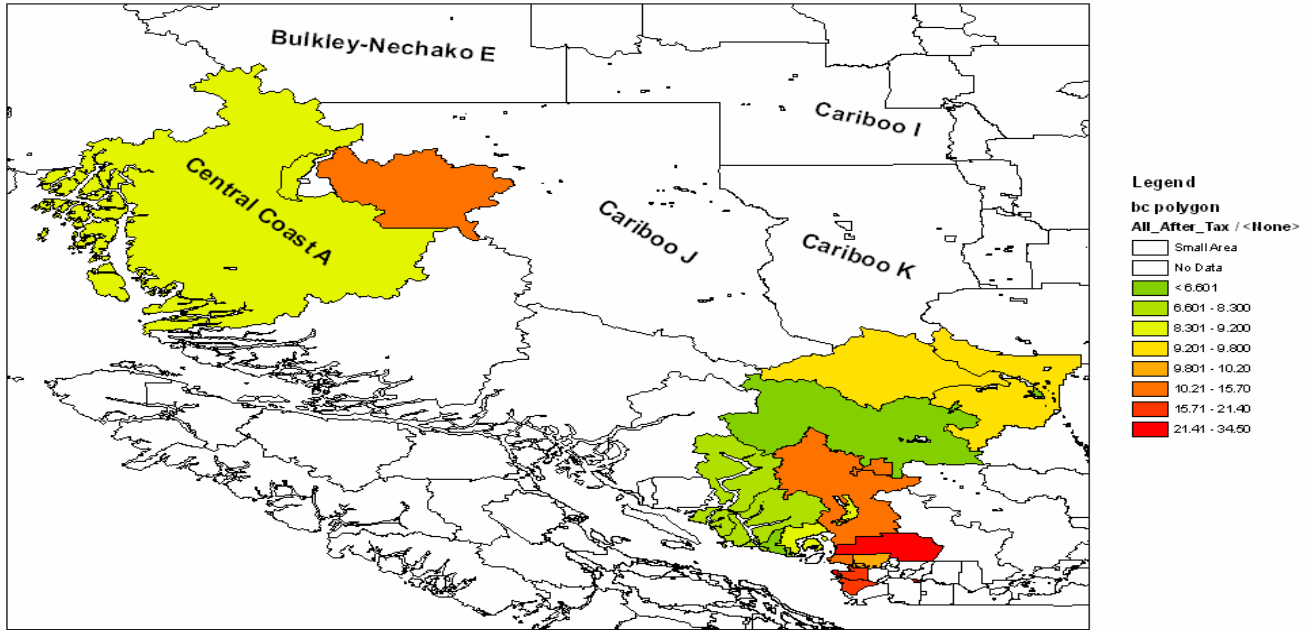 Bulkley-Nechako E
Cariboo I
Central Coast A
Cariboo J
Cariboo K
Legend
bc polygon
All_After_Tax / <None>
Small Area
No Data
< 6.601
6.601 - 8.300
8.301 - 9.200
9.201 - 9.800
9.801 - 10.20
10.21 - 15.70
15.71 - 21.40
21.41 - 34.50